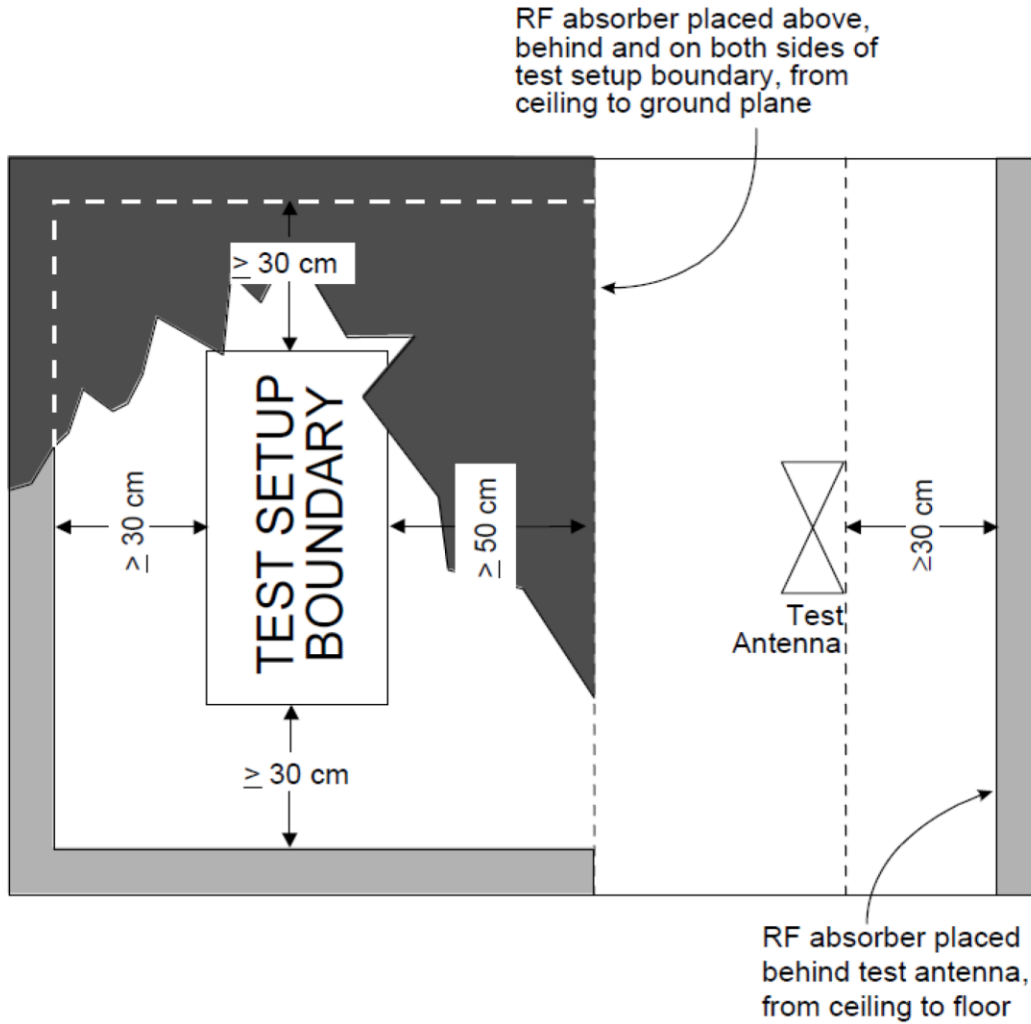 RF absorber placed above,
behind and on both sides of
test setup boundary, from
ceiling to ground plane
≥ 30 cm
TEST SETUP
BOUNDARY
≥ 30 cm
≥ 50 cm
≥30 cm
Test
Antenna
≥ 30 cm
RF absorber placed
behind test antenna,
from ceiling to floor